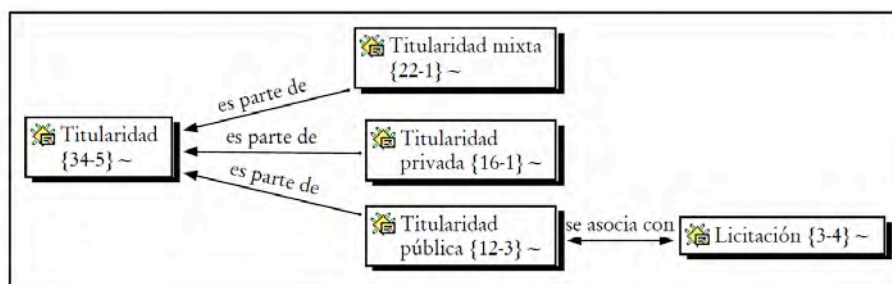 Titularidad mixta
{22-1} ~
es parte de
Titularidad
{34-5} ~
es parte de
Titularidad
privada {16-1} ~
es parte de
Titularidad
pública {12-3} ~
se asocia con
Licitación {3-4} ~